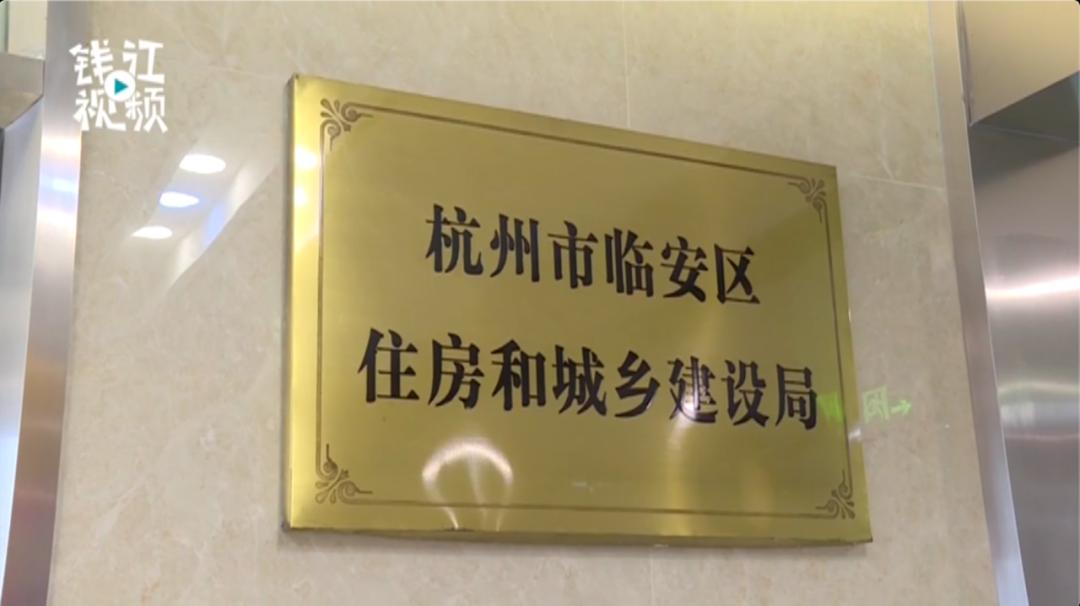 钱江
视频
杭州市临安区
住房和城乡建设局